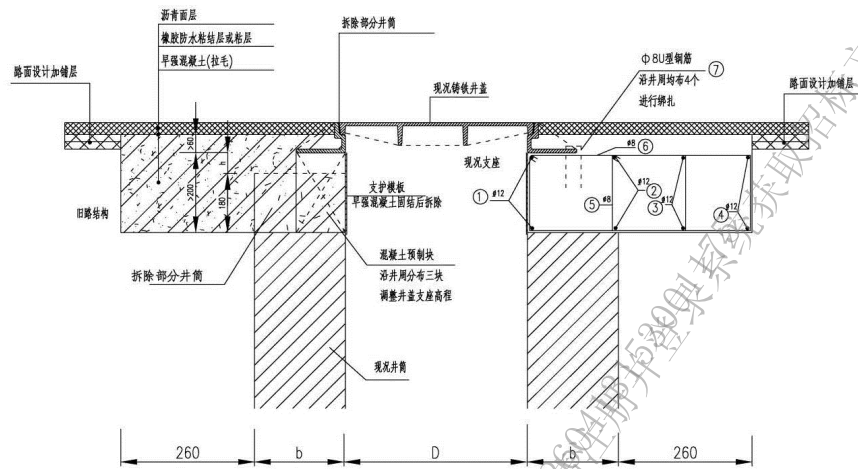 沥青面层
橡胶防水粘结层或粘层
早强混凝土(拉毛)
路面设计加铺层
拆除部分井筒
现况铸铁井盖
Φ8U型钢筋
沿井周均布4个
进行绑扎
⑦
路面设计加铺层
>60
h
>200
180
旧路结构
现况支座
ø8
⑥
支护模板
早强混凝土固结后拆除
①
ø12
ø12
②
⑤
ø8
ø12
③
ø12
④
拆除部分井筒
混凝土预制块
沿井周分布三块
调整井盖支座高程
现况井筒
260
b
D
b
260